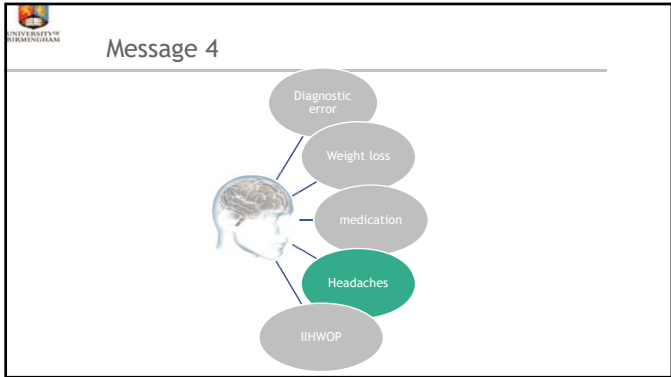 UNIVERSITY OF
BIRMINGHAM
Message 4
Diagnostic
error
Weight loss
medication
Headaches
IIHWOP